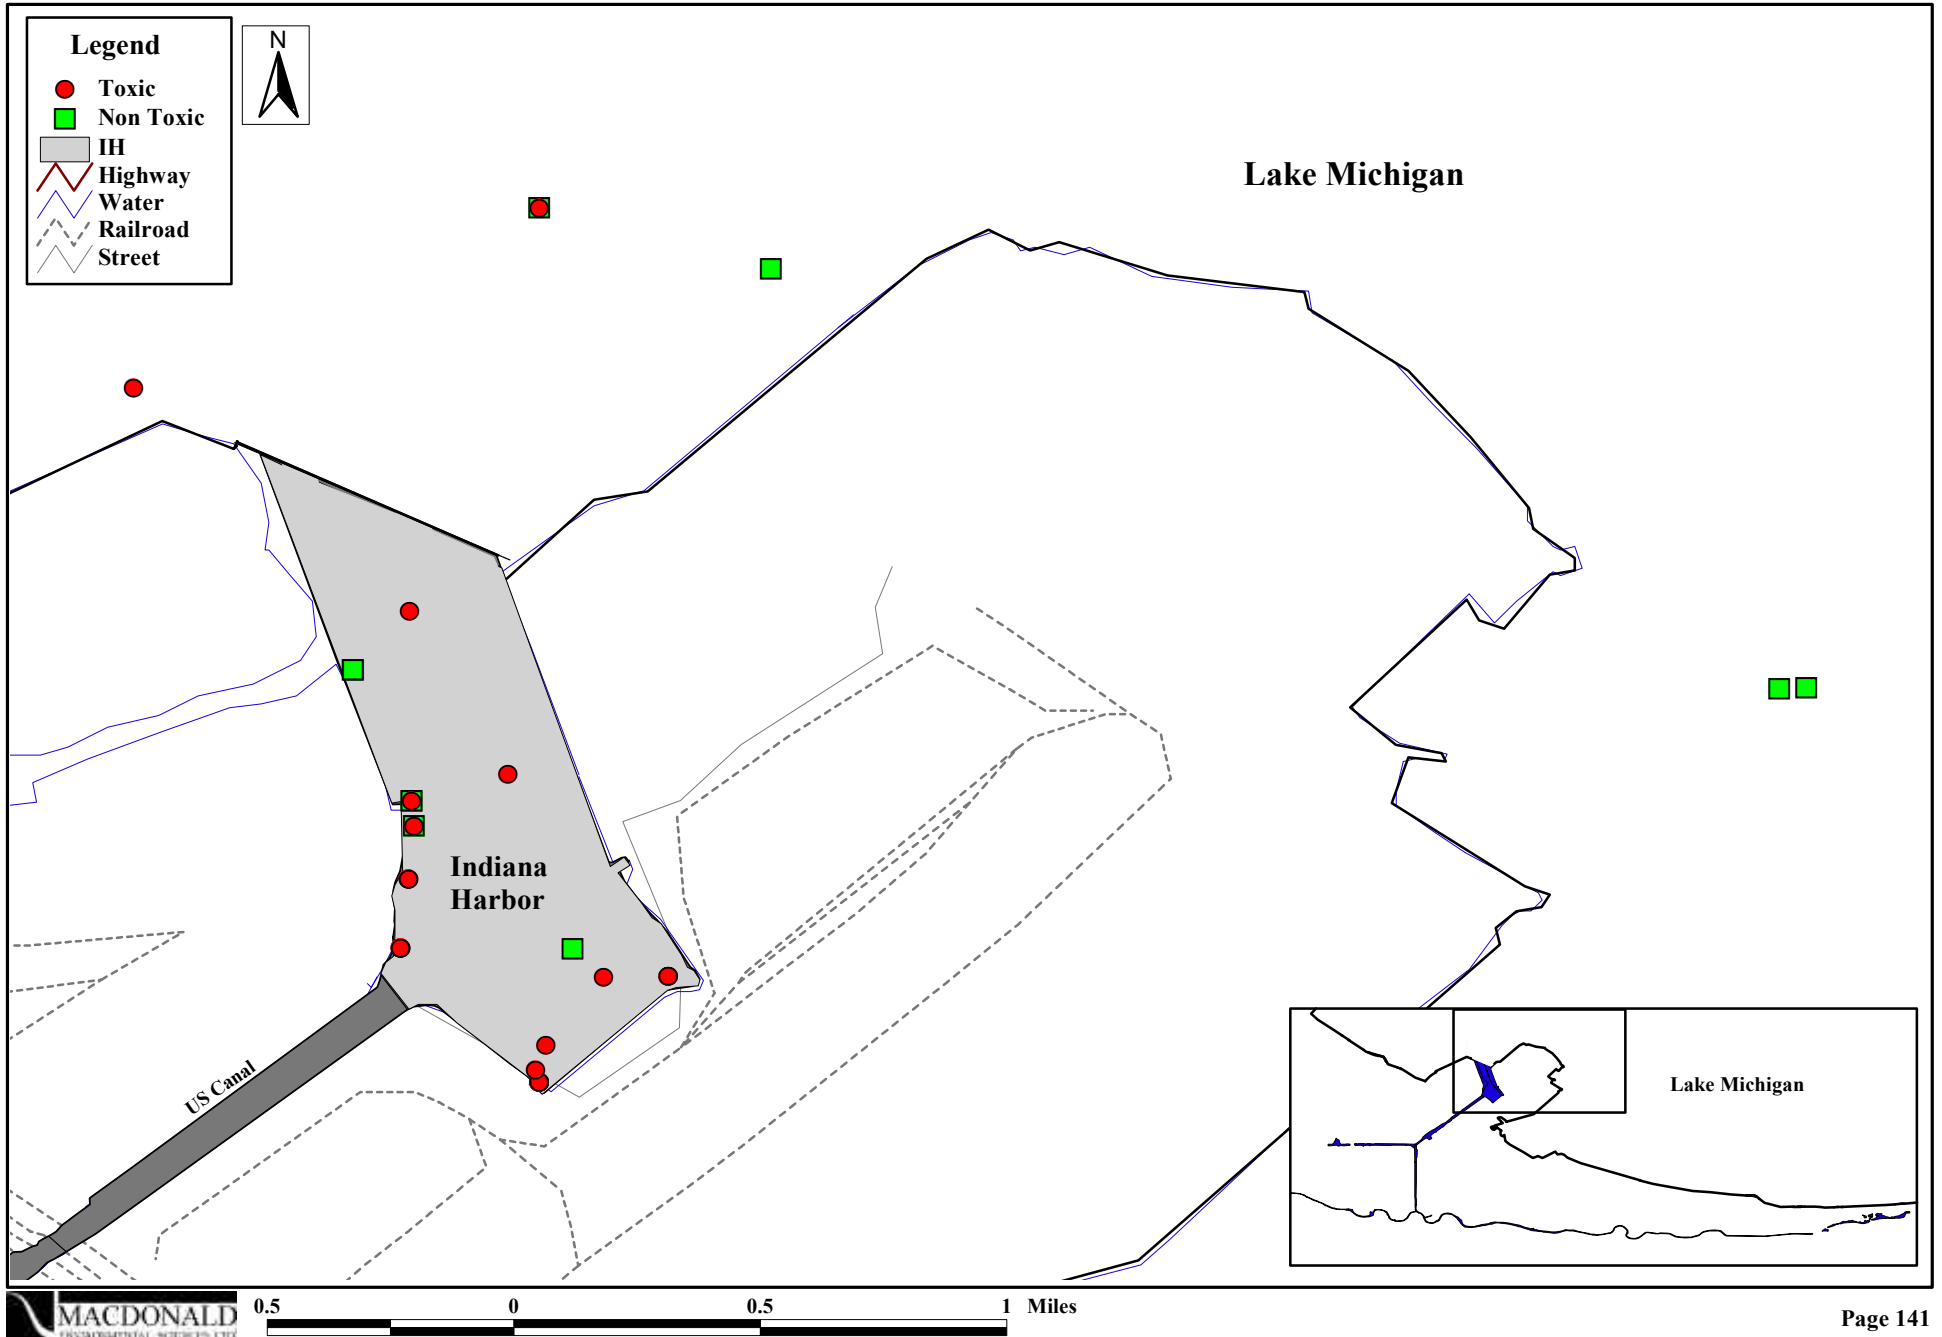 Legend
Toxic
Non Toxic
IH
Highway
Water
Railroad
Street
N
Lake Michigan
Indiana
Harbor
US Canal
Lake Michigan
MACDONALD
0.5 0 0.5 1 Miles
Page 141